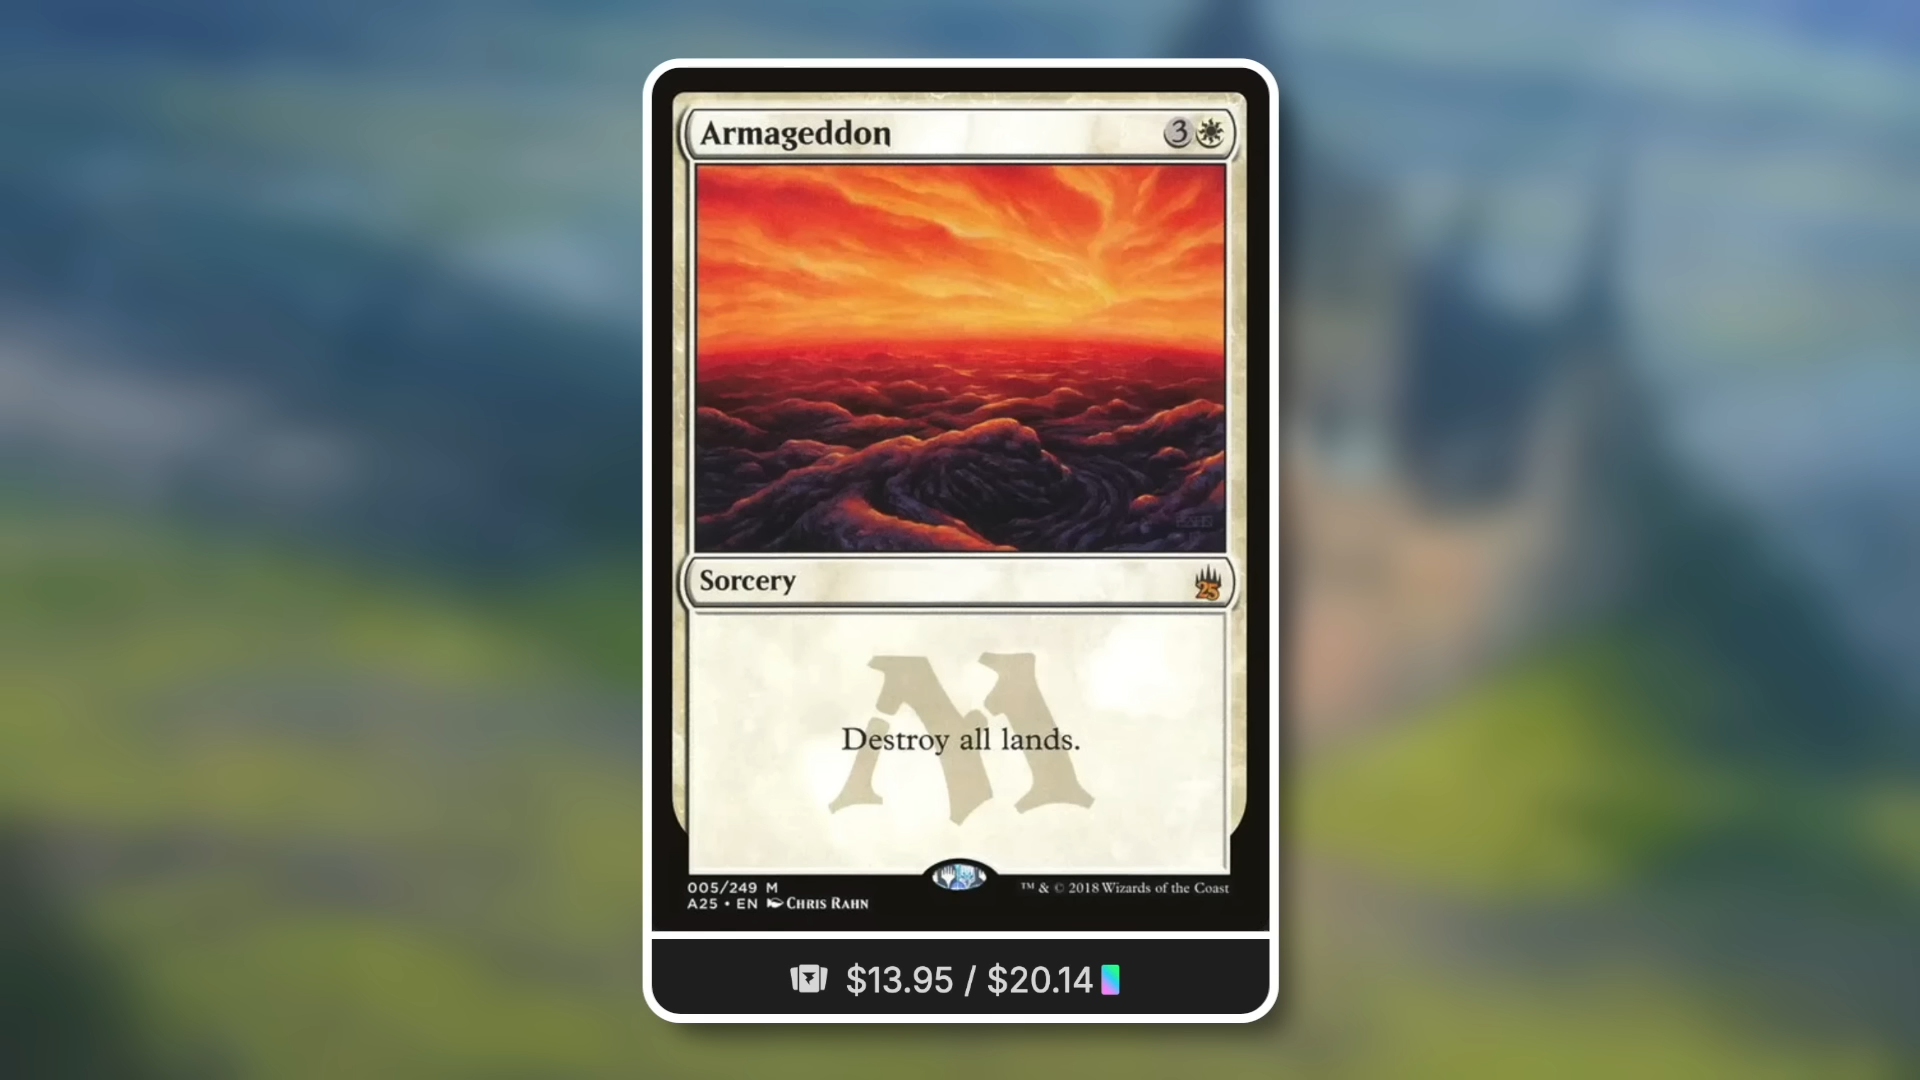 Armageddon 3
Sorcery
25
M
Destroy all lands.
005/249 M
A25 • EN CHRIS RAHN
™ & © 2018 Wizards of the Coast
$13.95 / $20.14